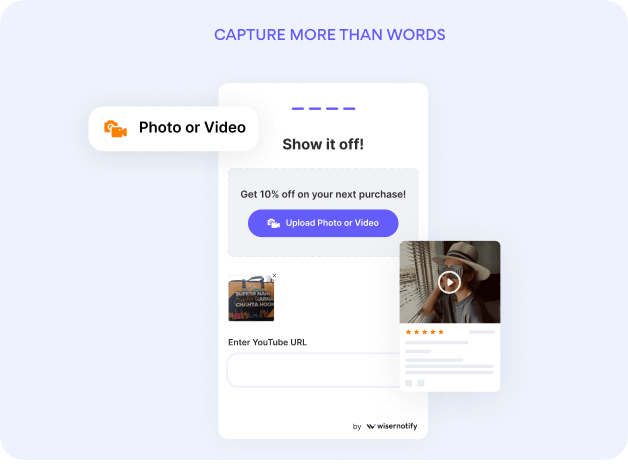 CAPTURE MORE THAN WORDS
Photo or Video
Show it off!
Get 10% off on your next purchase!
Upload Photo or Video
Enter YouTube URL
by wisernotify